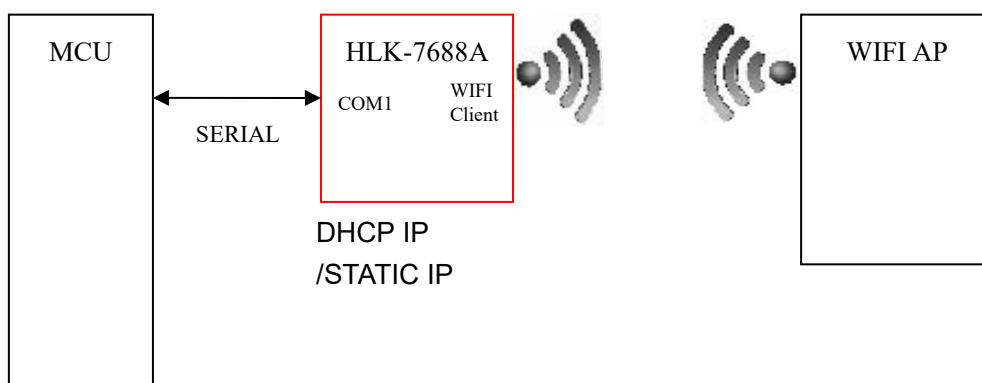 MCU
SERIAL
HLK-7688A
COM1
WIFI
Client
DHCP IP
/STATIC IP
WIFI AP